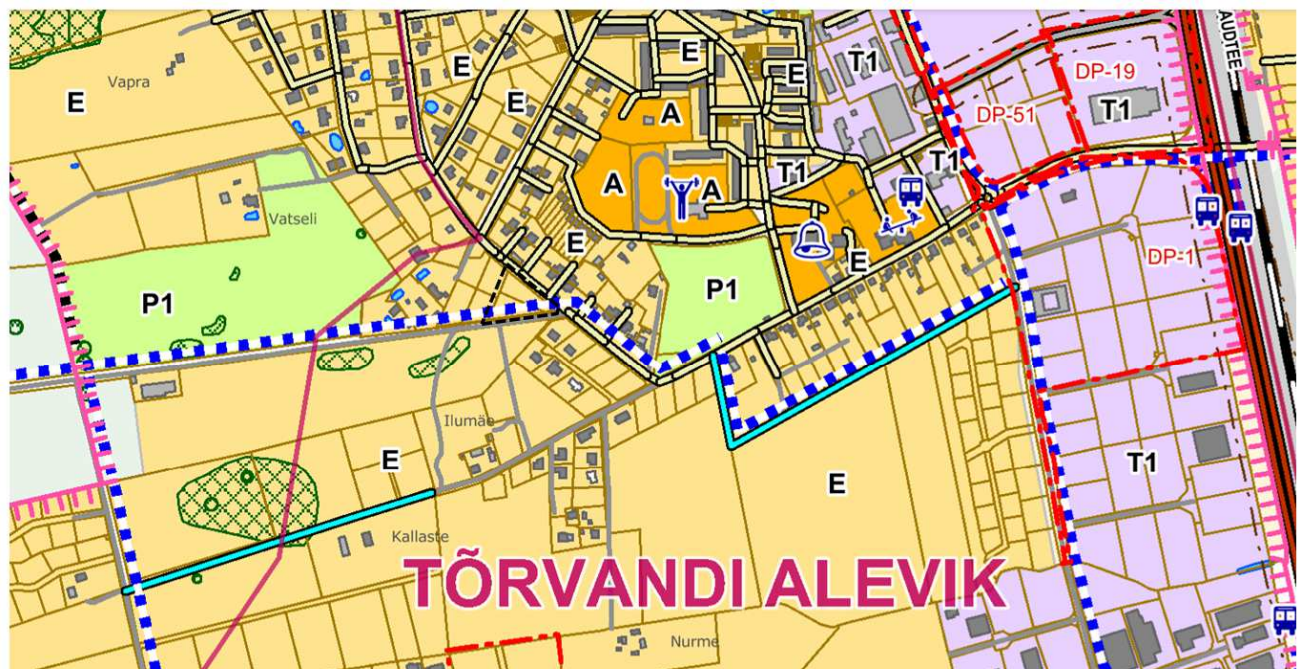 AUDTEE
Vapra
E
E
E
E
E
T1
DP-19
T1
DP-51
A
T1
T1
A
A
Vatseli
E
E
DP-1
P1
P1
Ilumäe
E
E
T1
Kallaste
TÕRVANDI ALEVIK
Nurme